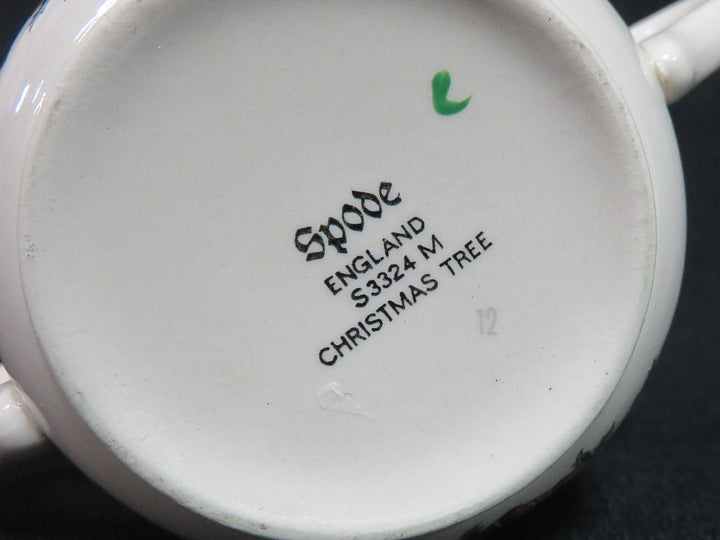 Spode
ENGLAND
S3324 M
CHRISTMAS TREE
12